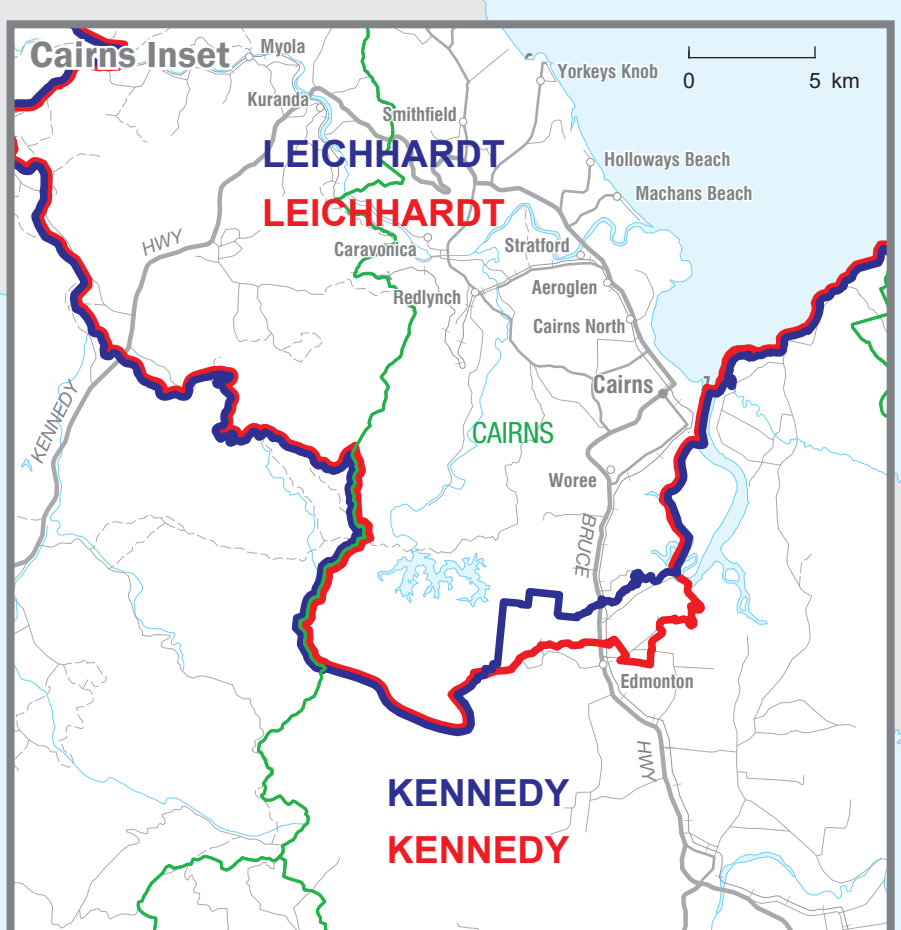 Cairns Inset
Myola
Yorkeys Knob
0 5 km
Kuranda
Smithfield
LEICHHARDT
Holloways Beach
Machans Beach
LEICHHARDT
HWY
Caravonica
Stratford
Redlynch
Aeroglen
Cairns North
Cairns
KENNEDY
CAIRNS
Woree
BRUCE
Edmonton
HWY
KENNEDY
KENNEDY